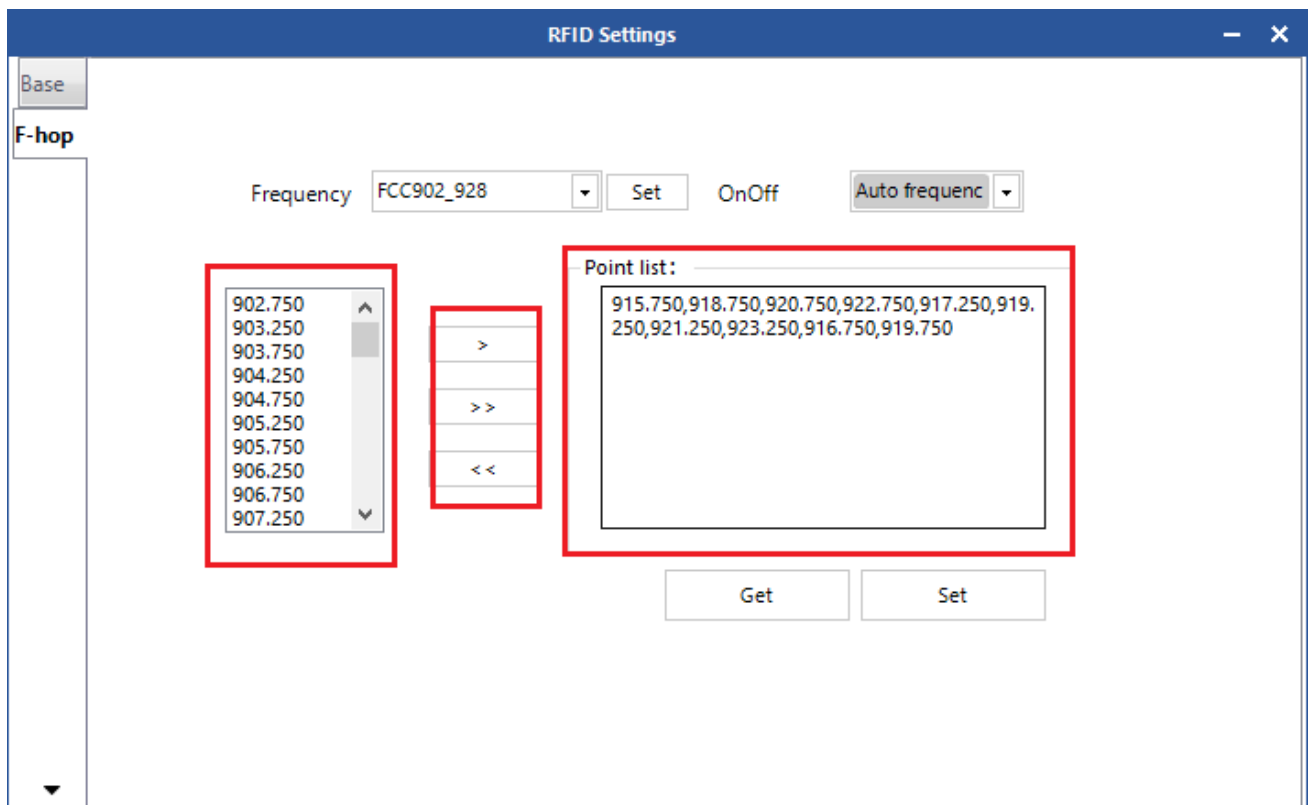 RFID Settings
Base
F-hop
Frequency FCC902_928 Set OnOff Auto frequenc
Point list:
902.750
903.250
903.750
904.250
904.750
905.250
905.750
906.250
906.750
907.250
>
>>
<<
915.750,918.750,920.750,922.750,917.250,919.
250,921.250,923.250,916.750,919.750
Get Set